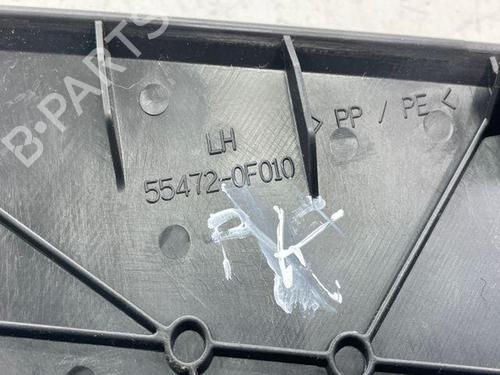 B-PARTS
LH
> PP / PE <
55472-0F010